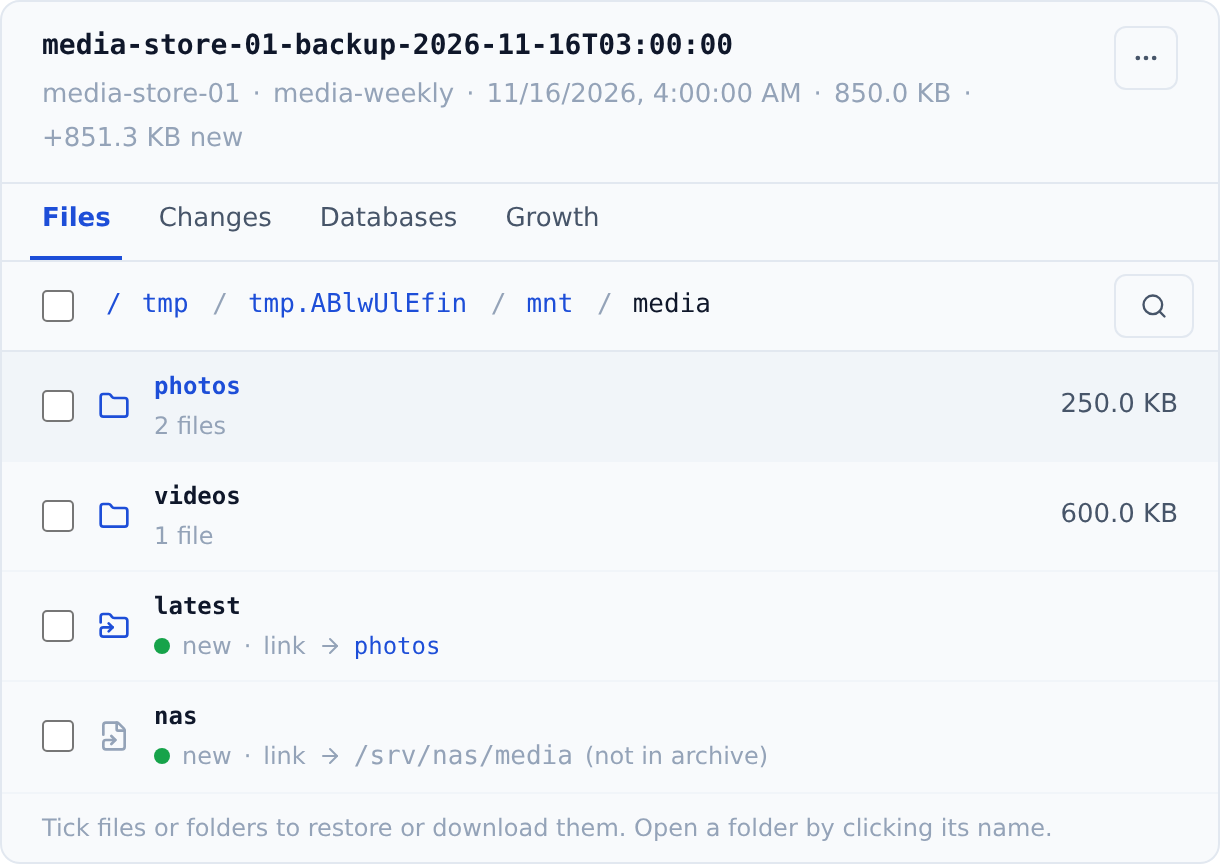 media-store-01-backup-2026-11-16T03:00:00
media-store-01 · media-weekly · 11/16/2026, 4:00:00 AM · 850.0 KB ·
+851.3 KB new
Files Changes Databases Growth
/ tmp / tmp.ABlwUlEfin / mnt / media
photos 250.0 KB
2 files
videos 600.0 KB
1 file
latest
new · link → photos
nas
new · link → /srv/nas/media (not in archive)
Tick files or folders to restore or download them. Open a folder by clicking its name.